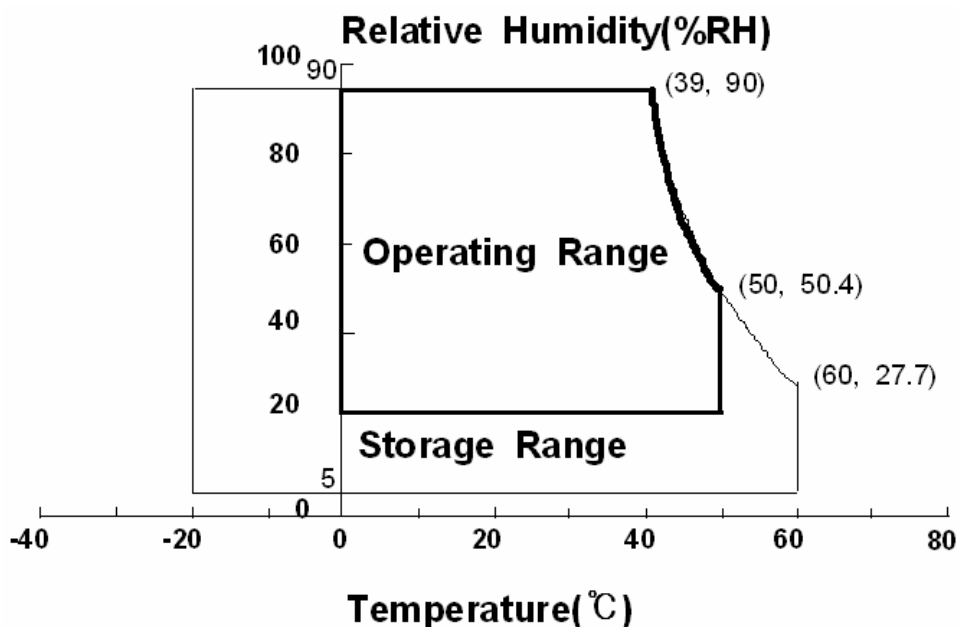 Relative Humidity(%RH)
100
90
(39, 90)
80
60
Operating Range
(50, 50.4)
40
(60, 27.7)
20
Storage Range
5
0
-40 -20 0 20 40 60 80
Temperature(℃)